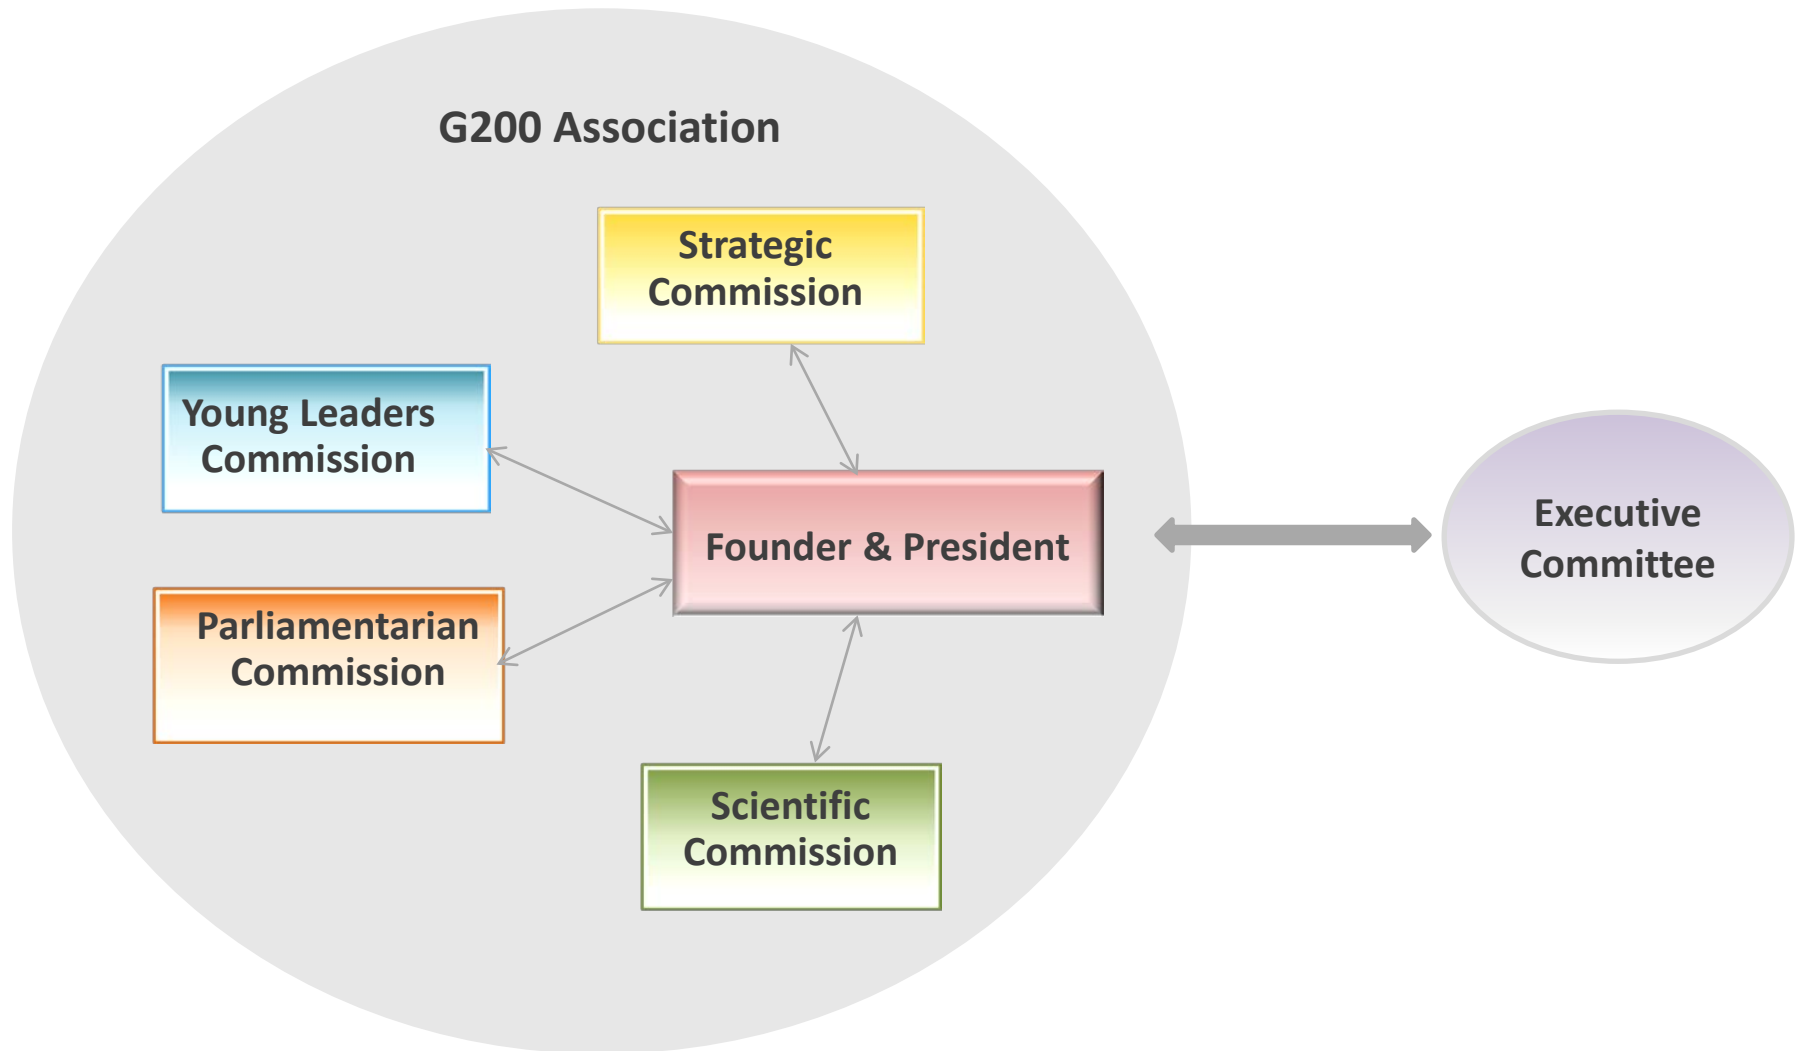 G200 Association
Strategic
Commission
Young Leaders
Commission
Founder & President
Executive
Committee
Parliamentarian
Commission
Scientific
Commission